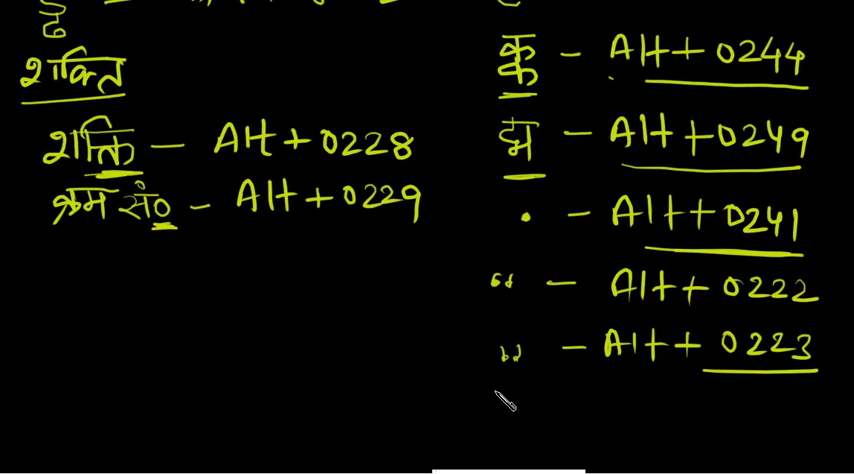 शक्ति
शक्ति – Alt + 0228
श्रम सं० – Alt + 0229
क्क – Alt + 0244
द्भ – Alt + 0249
. – Alt + 0241
“ – Alt + 0222
” – Alt + 0223